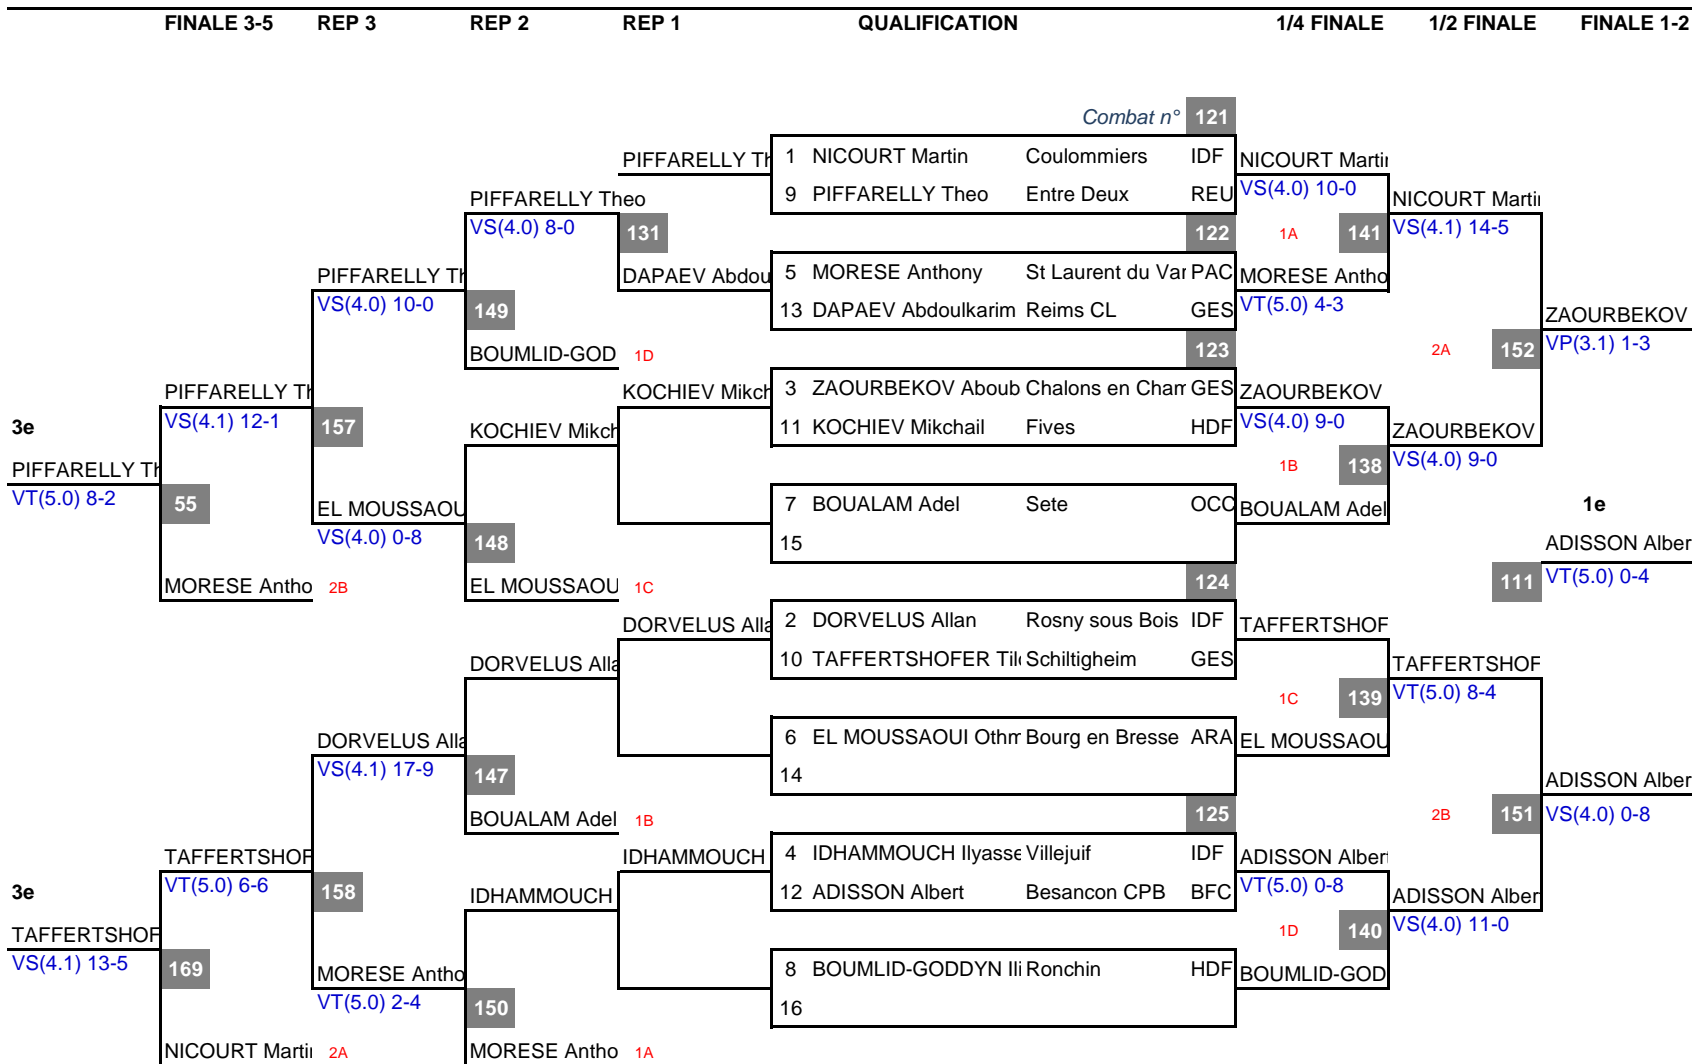 FINALE 3-5 REP 3 REP 2 REP 1 QUALIFICATION 1/4 FINALE 1/2 FINALE FINALE 1-2
Combat n° 121
PIFFARELLY Th 1 NICOURT Martin Coulommiers IDF NICOURT Martin
PIFFARELLY Theo 9 PIFFARELLY Theo Entre Deux REU VS(4.0) 10-0 NICOURT Martin
VS(4.0) 8-0 131 122 1A 141 VS(4.1) 14-5
PIFFARELLY Th DAPAEV Abdou 5 MORESE Anthony St Laurent du Var PAC MORESE Antho
VS(4.0) 10-0 149 13 DAPAEV Abdoulkarim Reims CL GES VT(5.0) 4-3 ZAOURBEKOV
BOUMLID-GOD 1D 123 2A 152 VP(3.1) 1-3
PIFFARELLY Th KOCHIEV Mikch 3 ZAOURBEKOV Aboub Chalons en Cham GES ZAOURBEKOV
3e VS(4.1) 12-1 157 KOCHIEV Mikch 11 KOCHIEV Mikchail Fives HDF VS(4.0) 9-0 ZAOURBEKOV
PIFFARELLY Th 1B 138 VS(4.0) 9-0
VT(5.0) 8-2 55 EL MOUSSAOU 7 BOUALAM Adel Sete OCC BOUALAM Adel 1e
VS(4.0) 0-8 148 15 ADISSON Alber
MORESE Antho 2B EL MOUSSAOU 1C 124 111 VT(5.0) 0-4
DORVELUS Alla 2 DORVELUS Allan Rosny sous Bois IDF TAFFERTSHOF
DORVELUS Alla 10 TAFFERTSHOFER Tilo Schiltigheim GES TAFFERTSHOF
1C 139 VT(5.0) 8-4
DORVELUS Alla 6 EL MOUSSAOUI Othm Bourg en Bresse ARA EL MOUSSAOU
VS(4.1) 17-9 147 14 ADISSON Alber
BOUALAM Adel 1B 125 2B 151 VS(4.0) 0-8
TAFFERTSHOF IDHAMMOUCH 4 IDHAMMOUCH Ilyasse Villejuif IDF ADISSON Albert
3e VT(5.0) 6-6 158 IDHAMMOUCH 12 ADISSON Albert Besancon CPB BFC VT(5.0) 0-8 ADISSON Alber
TAFFERTSHOF 1D 140 VS(4.0) 11-0
VS(4.1) 13-5 169 MORESE Antho 8 BOUMLID-GODDYN Ili Ronchin HDF BOUMLID-GOD
VT(5.0) 2-4 150 16
NICOURT Martin 2A MORESE Antho 1A